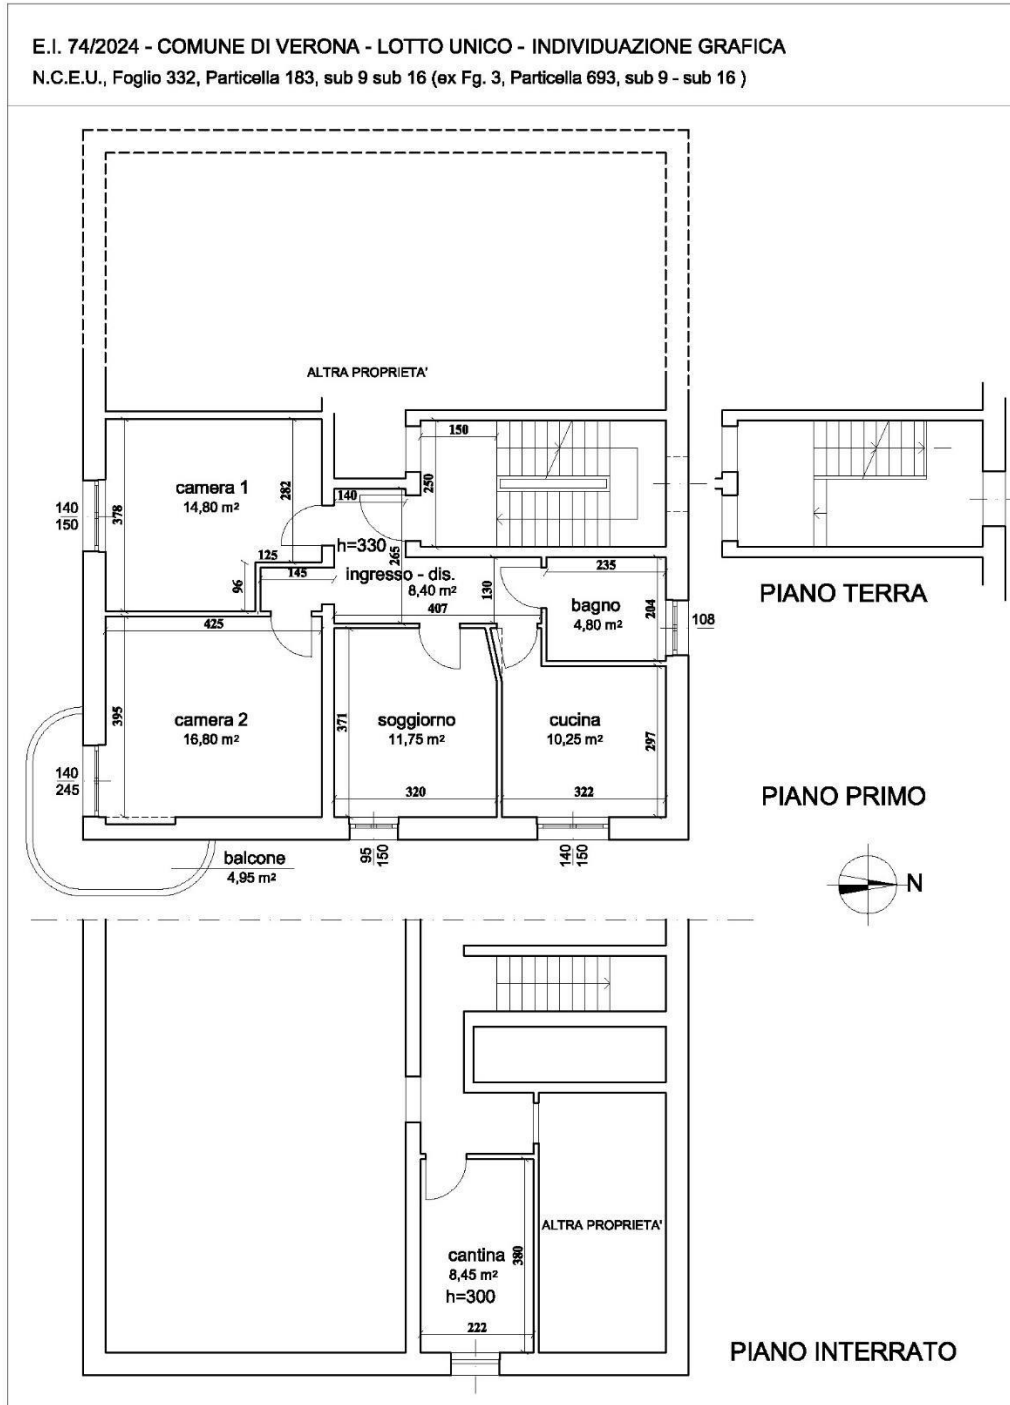 E.I. 74/2024 - COMUNE DI VERONA - LOTTO UNICO - INDIVIDUAZIONE GRAFICA
N.C.E.U., Foglio 332, Particella 183, sub 9 sub 16 (ex Fg. 3, Particella 693, sub 9 - sub 16 )
ALTRA PROPRIETA'
150
250
camera 1
14,80 m²
282
378
140
150
140
h=330
265
125
145
96
ingresso - dis.
8,40 m²
407
130
235
bagno
4,80 m²
204
108
PIANO TERRA
425
camera 2
16,80 m²
395
140
245
soggiorno
11,75 m²
371
320
95
150
cucina
10,25 m²
297
322
140
150
PIANO PRIMO
balcone
4,95 m²
N
cantina
8,45 m²
h=300
380
222
ALTRA PROPRIETA'
PIANO INTERRATO